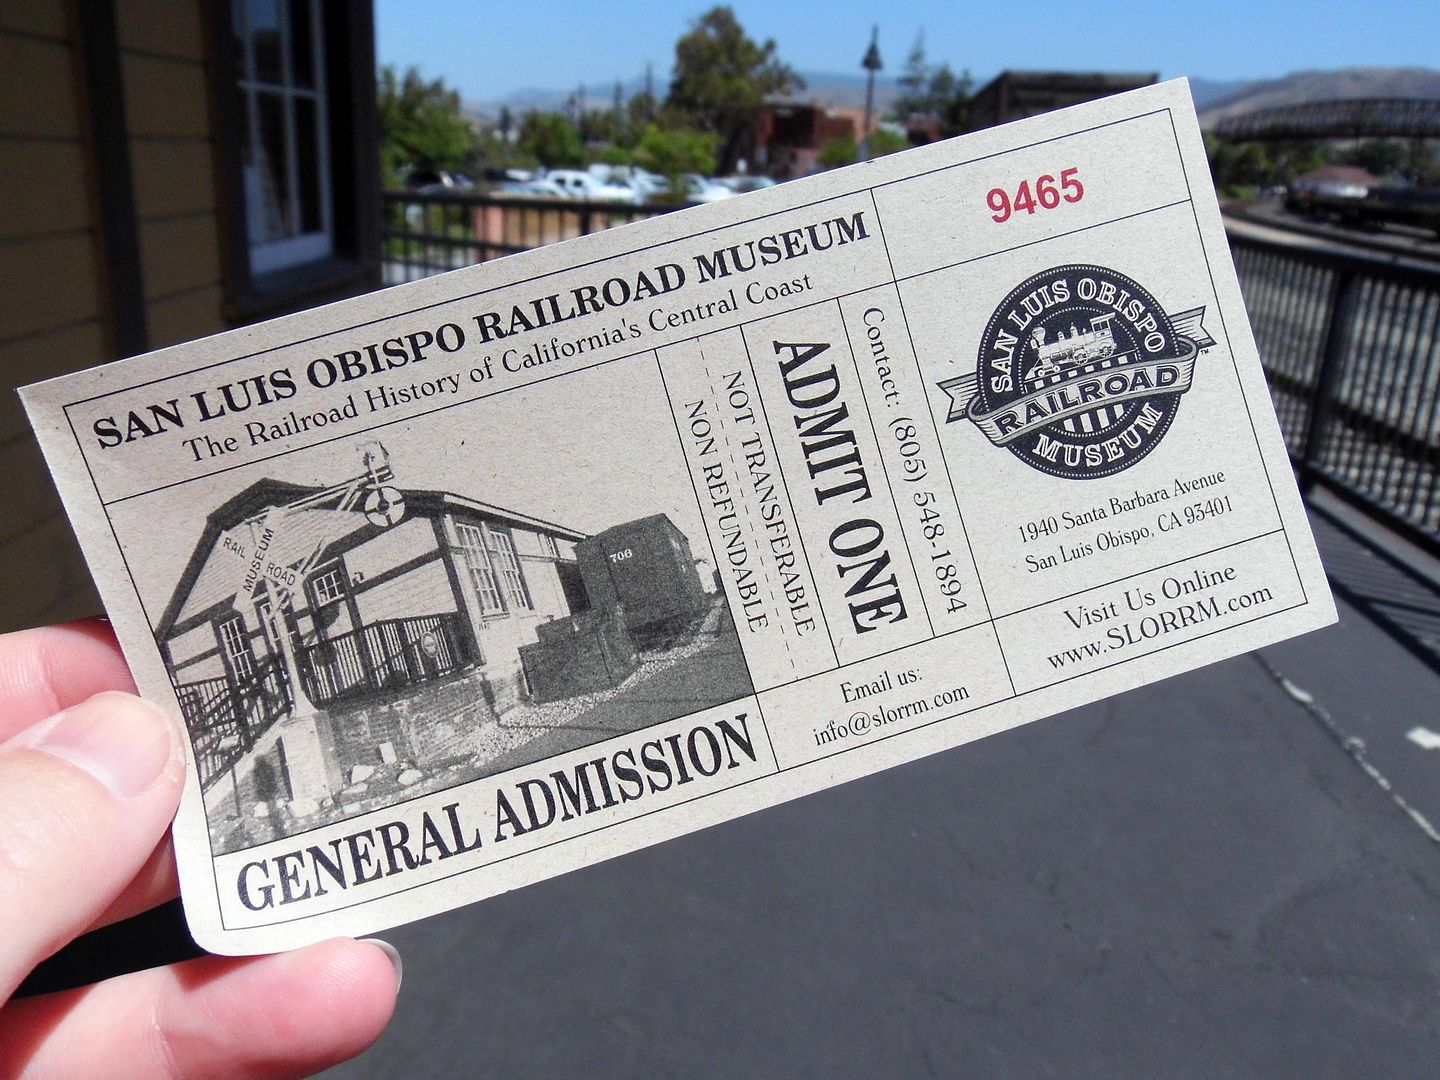 SAN LUIS OBISPO RAILROAD MUSEUM
The Railroad History of California's Central Coast
RAIL
ROAD
MUSEUM
706
GENERAL ADMISSION
NON REFUNDABLE
NOT TRANSFERABLE
ADMIT ONE
Contact: (805) 548-1894
Email us:
info@slorrm.com
9465
SAN LUIS OBISPO
RAILROAD
MUSEUM
™
1940 Santa Barbara Avenue
San Luis Obispo, CA 93401
Visit Us Online
www.SLORRM.com